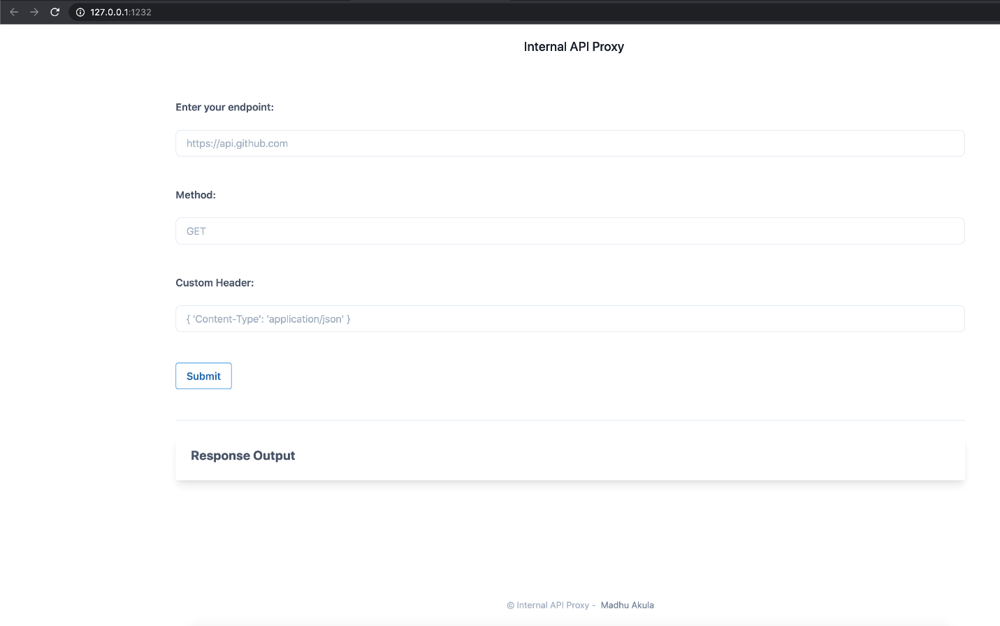 127.0.0.1:1232
Internal API Proxy
Enter your endpoint:
https://api.github.com
Method:
GET
Custom Header:
{ 'Content-Type': 'application/json' }
Submit
Response Output
© Internal API Proxy - Madhu Akula